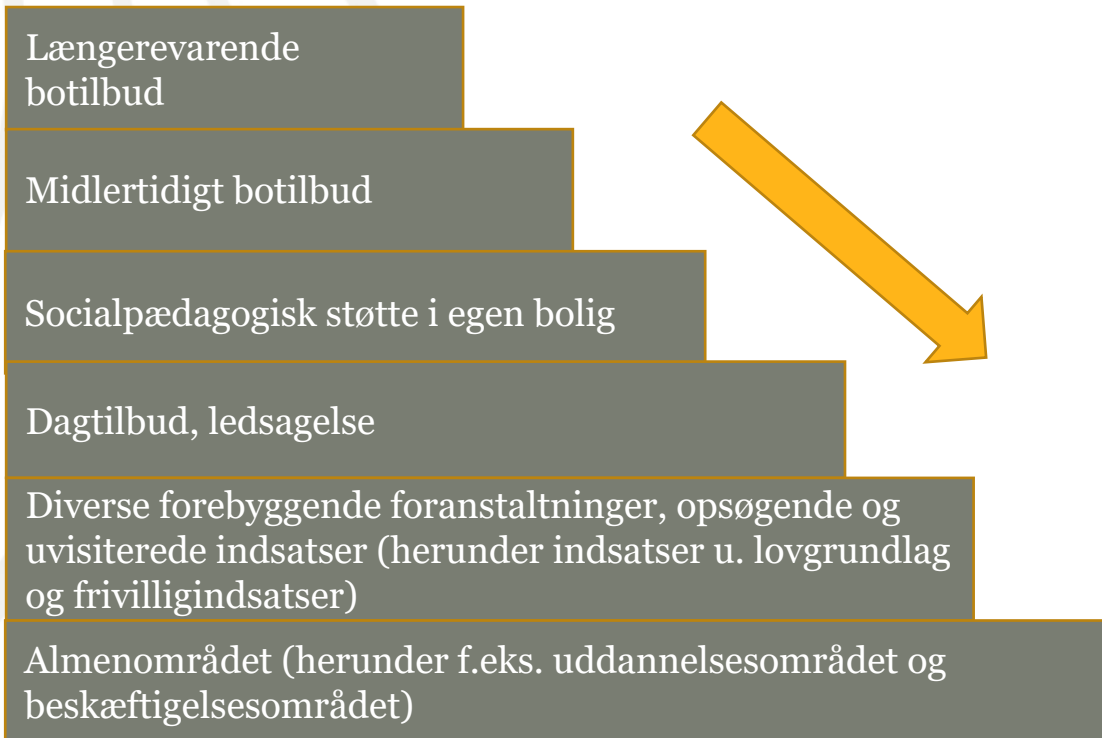 Længerevarende
botilbud
Midlertidigt botilbud
Socialpædagogisk støtte i egen bolig
Dagtilbud, ledsagelse
Diverse forebyggende foranstaltninger, opsøgende og
uvisiterede indsatser (herunder indsatser u. lovgrundlag
og frivilligindsatser)
Almenområdet (herunder f.eks. uddannelsesområdet og
beskæftigelsesområdet)